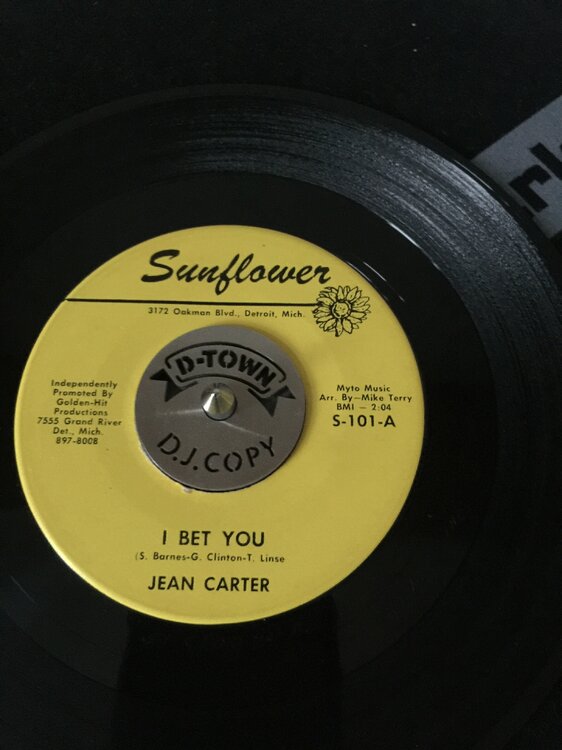 Sunflower
3172 Oakman Blvd., Detroit, Mich.
D-TOWN
D.J. COPY
Independently
Promoted By
Golden-Hit
Productions
7555 Grand River
Det., Mich.
897-8008
Myto Music
Arr. By—Mike Terry
BMI — 2:04
S-101-A
I BET YOU
(S. Barnes-G. Clinton-T. Linse
JEAN CARTER